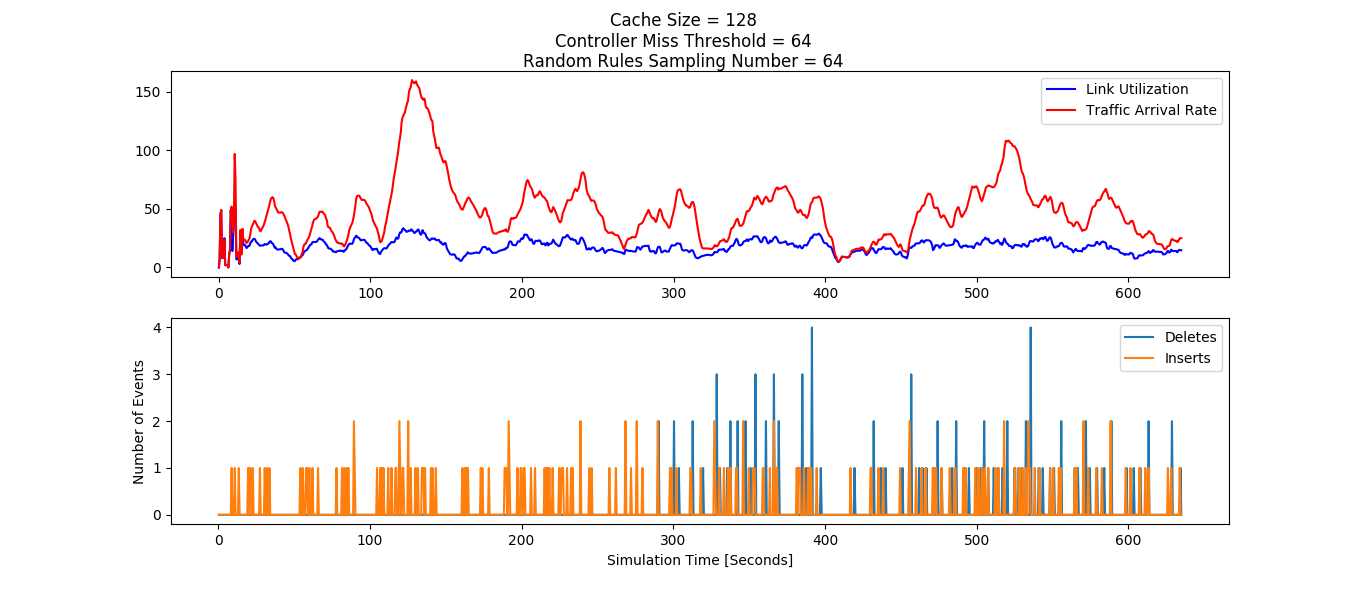 Cache Size = 128
Controller Miss Threshold = 64
Random Rules Sampling Number = 64
Link Utilization
Traffic Arrival Rate
150
100
50
0
0 100 200 300 400 500 600
Deletes
Inserts
Number of Events
4
3
2
1
0
0 100 200 300 400 500 600
Simulation Time [Seconds]